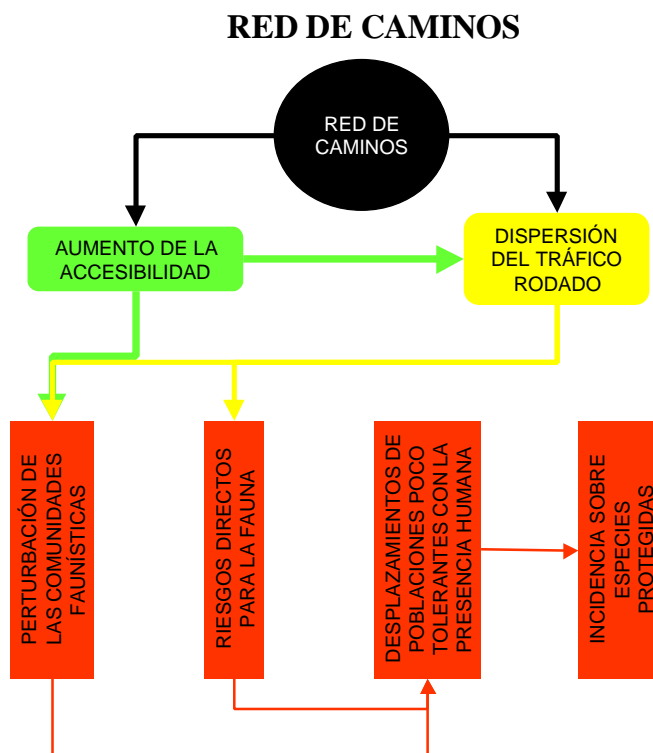 RED DE CAMINOS
RED DE
CAMINOS
AUMENTO DE LA
ACCESIBILIDAD
DISPERSIÓN
DEL TRÁFICO
RODADO
PERTURBACIÓN DE
LAS COMUNIDADES
FAUNÍSTICAS
RIESGOS DIRECTOS
PARA LA FAUNA
DESPLAZAMIENTOS DE
POBLACIONES POCO
TOLERANTES CON LA
PRESENCIA HUMANA
INCIDENCIA SOBRE
ESPECIES
PROTEGIDAS